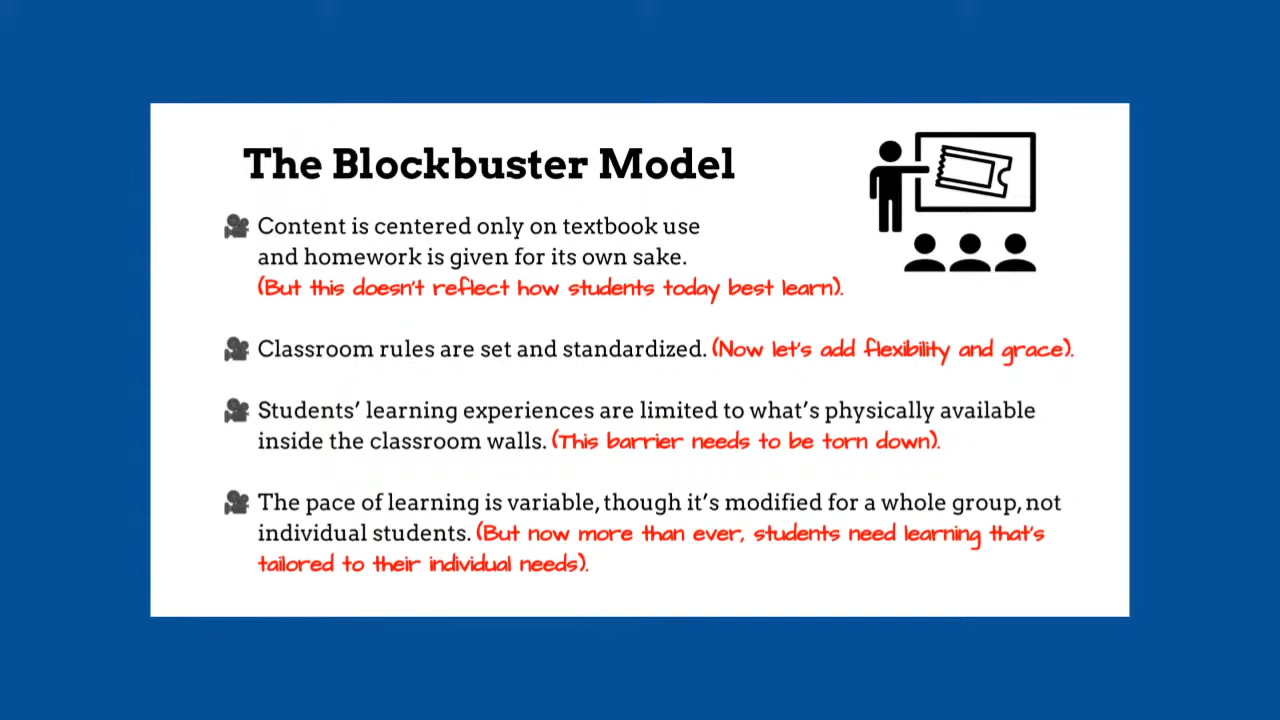 The Blockbuster Model
Content is centered only on textbook use
and homework is given for its own sake.
(But this doesn't reflect how students today best learn).
Classroom rules are set and standardized. (Now let's add flexibility and grace).
Students’ learning experiences are limited to what’s physically available
inside the classroom walls. (This barrier needs to be torn down).
The pace of learning is variable, though it’s modified for a whole group, not
individual students. (But now more than ever, students need learning that's
tailored to their individual needs).